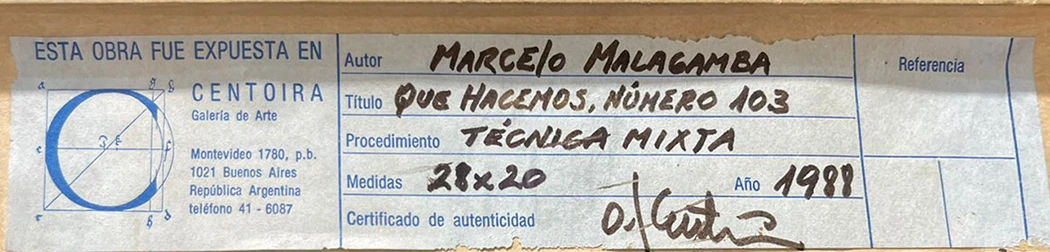 ESTA OBRA FUE EXPUESTA EN
CENTOIRA
Galería de Arte
Montevideo 1780, p.b.
1021 Buenos Aires
República Argentina
teléfono 41 - 6087
Autor MARCELO MALAGAMBA
Título QUE HACEMOS, NÚMERO 103
Procedimiento TÉCNICA MIXTA
Medidas 28x20 Año 1988
Certificado de autenticidad
Referencia